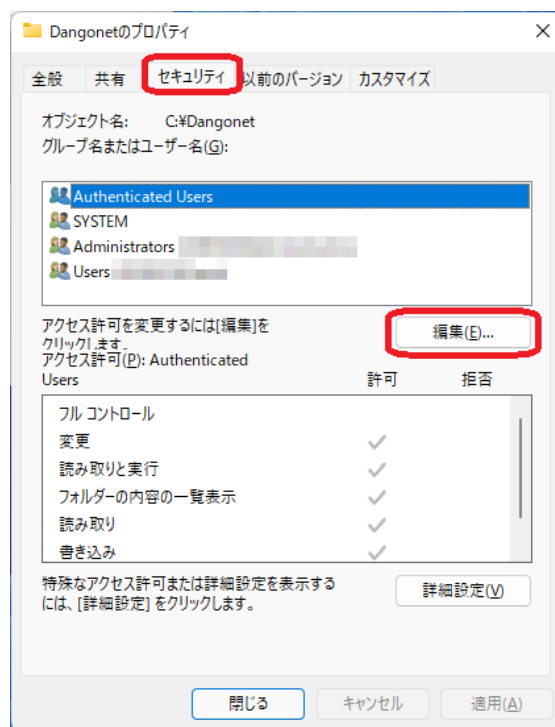 Dangonetのプロパティ
全般 共有 セキュリティ 以前のバージョン カスタマイズ
オブジェクト名: C:¥Dangonet
グループ名またはユーザー名(G):
Authenticated Users
SYSTEM
Administrators
Users
アクセス許可を変更するには[編集]を
クリックします。
編集(E)...
アクセス許可(P): Authenticated
Users 許可 拒否
フル コントロール
変更
読み取りと実行
フォルダーの内容の一覧表示
読み取り
書き込み
特殊なアクセス許可または詳細設定を表示する
には、[詳細設定] をクリックします。
詳細設定(V)
閉じる キャンセル 適用(A)